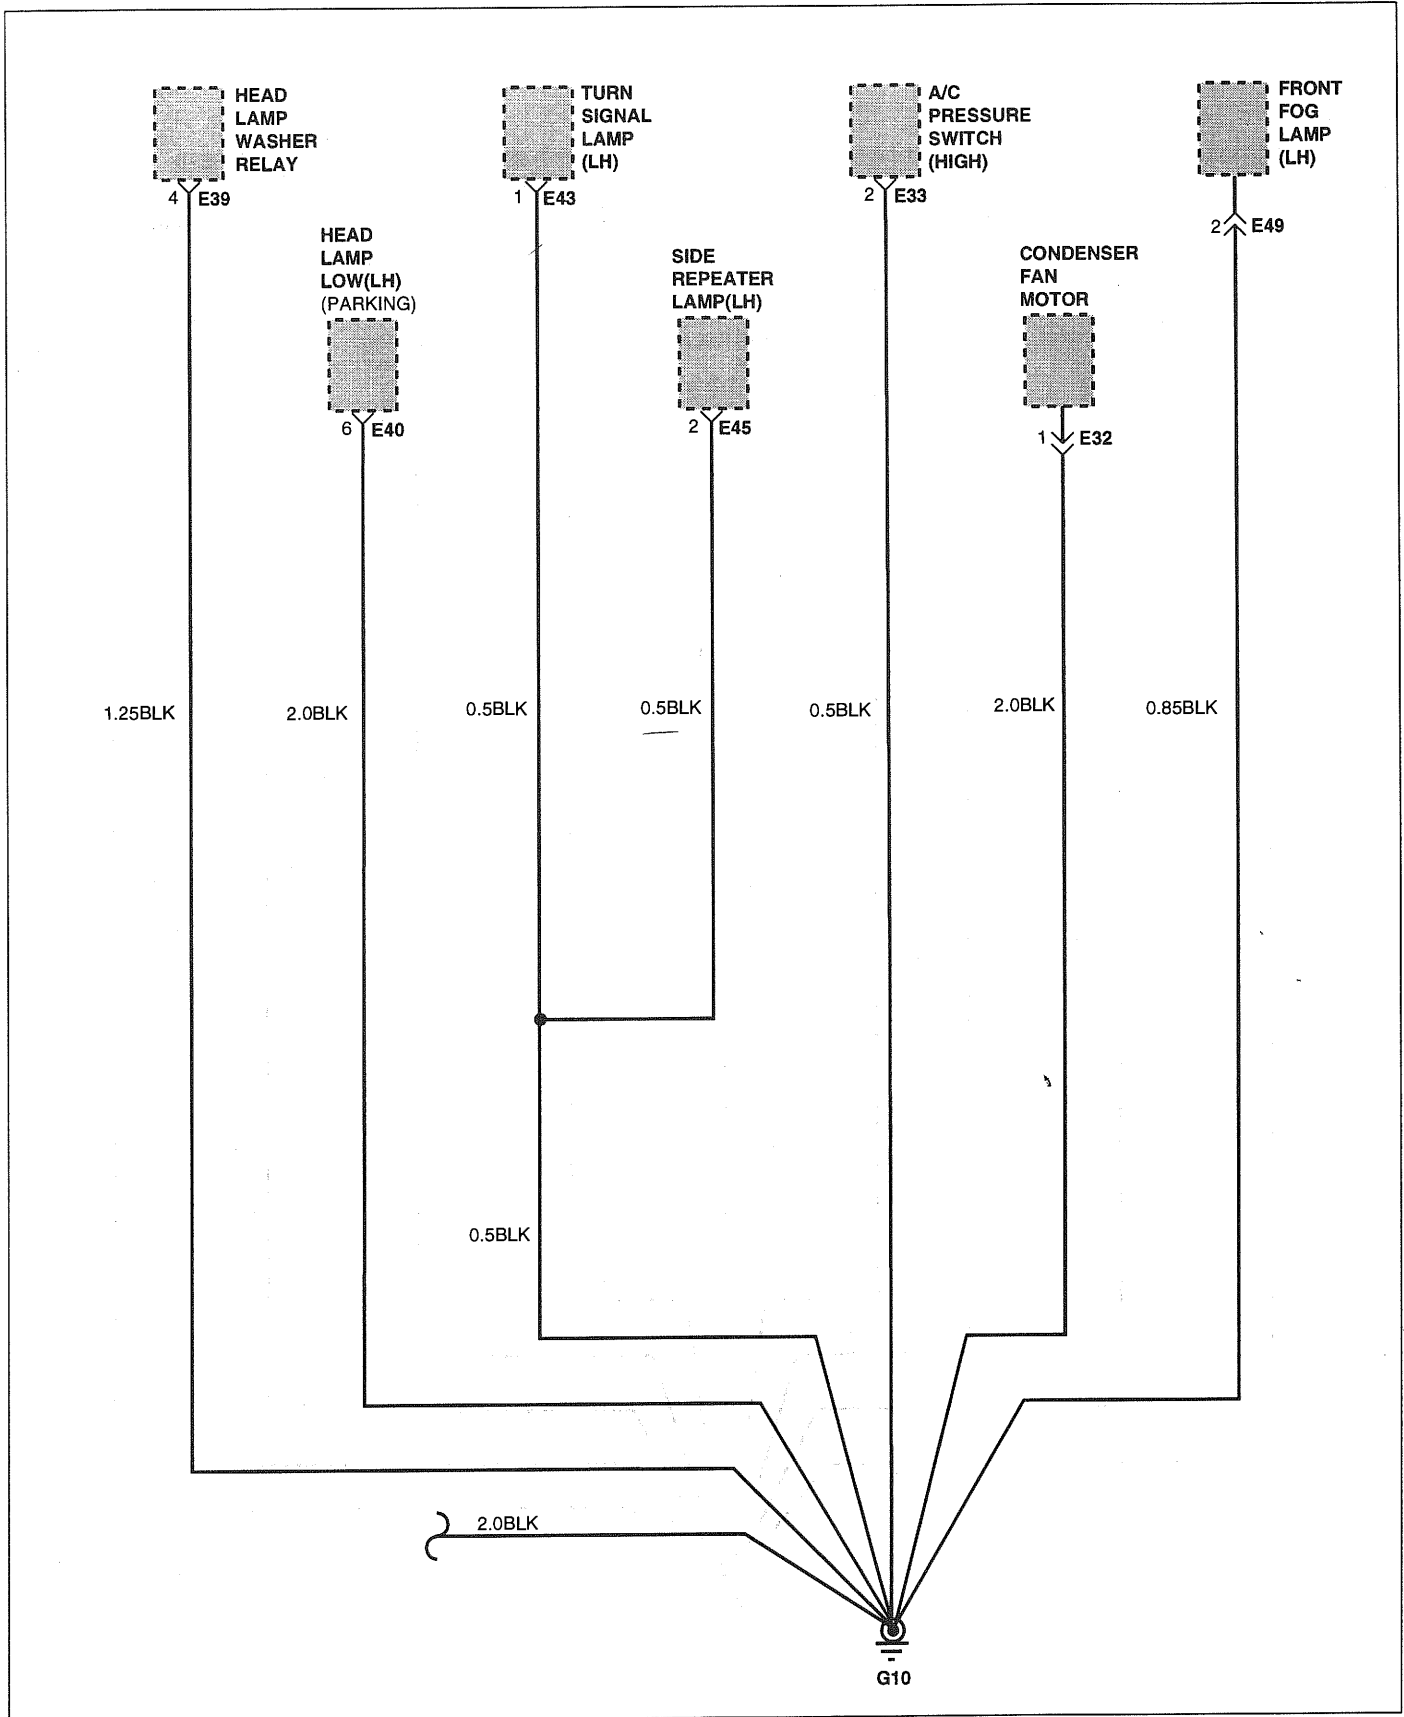 HEAD
LAMP
WASHER
RELAY
4 E39
TURN
SIGNAL
LAMP
(LH)
1 E43
A/C
PRESSURE
SWITCH
(HIGH)
2 E33
FRONT
FOG
LAMP
(LH)
2 E49
HEAD
LAMP
LOW(LH)
(PARKING)
6 E40
SIDE
REPEATER
LAMP(LH)
2 E45
CONDENSER
FAN
MOTOR
1 E32
1.25BLK
2.0BLK
0.5BLK
0.5BLK
0.5BLK
2.0BLK
0.85BLK
0.5BLK
2.0BLK
G10